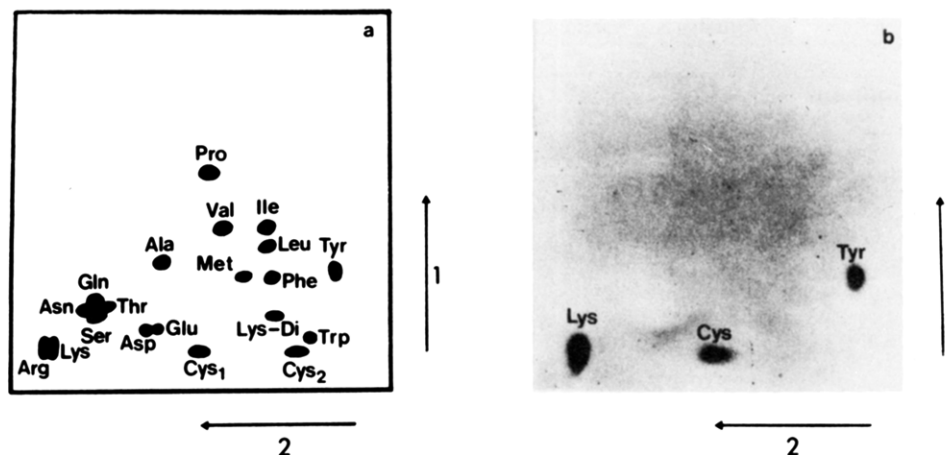 a
Pro
Val
Ile
Ala
Leu
Tyr
Met
Phe
Gln
Asn
Thr
Ser
Asp
Glu
Lys-Di
Trp
Arg
Lys
Cys1
Cys2
1
2
b
Tyr
Lys
Cys
2